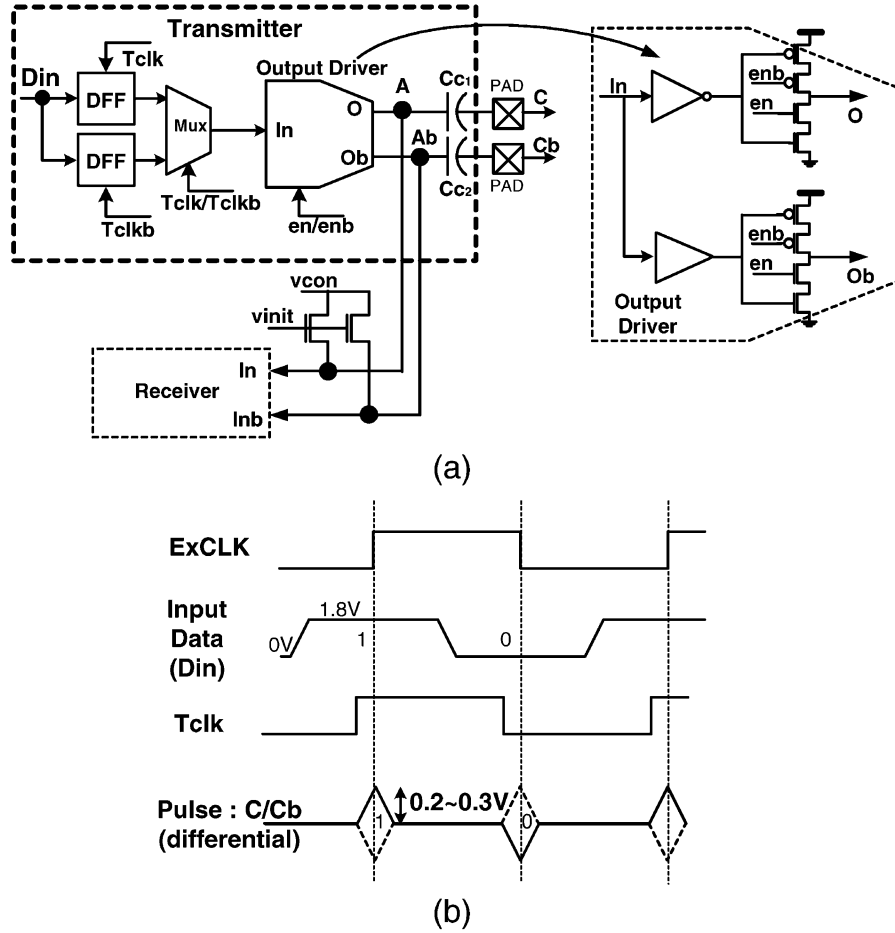 Transmitter
Tclk
Din
DFF
DFF
Mux
Tclkb
Tclk/Tclkb
Output Driver
In
O
Ob
en/enb
A
Ab
Cc1
Cc2
PAD
PAD
C
Cb
In
enb
en
O
enb
en
Ob
Output
Driver
vcon
vinit
In
Receiver
Inb
(a)
ExCLK
Input
Data
(Din)
0V
1.8V
1
0
Tclk
Pulse : C/Cb
(differential)
1
0.2~0.3V
0
(b)